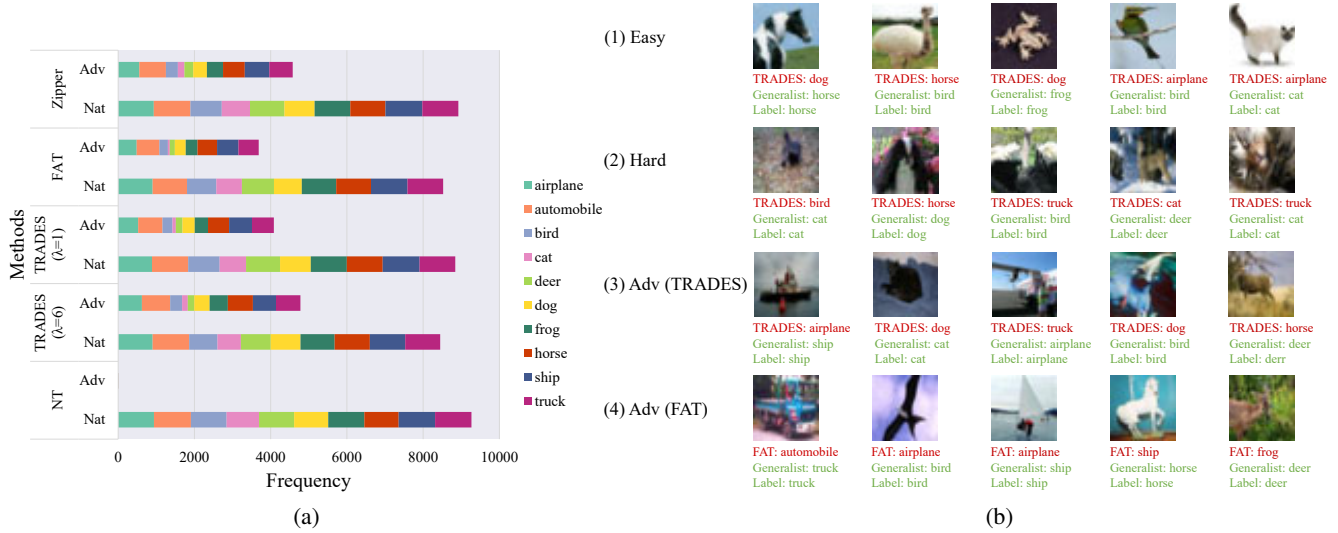 Methods
Zipper
Adv
Nat
FAT
Adv
Nat
TRADES
(λ=1)
Adv
Nat
TRADES
(λ=6)
Adv
Nat
NT
Adv
Nat
0 2000 4000 6000 8000 10000
Frequency
airplane
automobile
bird
cat
deer
dog
frog
horse
ship
truck
(a)
(1) Easy
TRADES: dog
Generalist: horse
Label: horse
TRADES: horse
Generalist: bird
Label: bird
TRADES: dog
Generalist: frog
Label: frog
TRADES: airplane
Generalist: bird
Label: bird
TRADES: airplane
Generalist: cat
Label: cat
(2) Hard
TRADES: bird
Generalist: cat
Label: cat
TRADES: horse
Generalist: dog
Label: dog
TRADES: truck
Generalist: bird
Label: bird
TRADES: cat
Generalist: deer
Label: deer
TRADES: truck
Generalist: cat
Label: cat
(3) Adv (TRADES)
TRADES: airplane
Generalist: ship
Label: ship
TRADES: dog
Generalist: cat
Label: cat
TRADES: truck
Generalist: airplane
Label: airplane
TRADES: dog
Generalist: bird
Label: bird
TRADES: horse
Generalist: deer
Label: derr
(4) Adv (FAT)
FAT: automobile
Generalist: truck
Label: truck
FAT: airplane
Generalist: bird
Label: bird
FAT: airplane
Generalist: ship
Label: ship
FAT: ship
Generalist: horse
Label: horse
FAT: frog
Generalist: deer
Label: deer
(b)